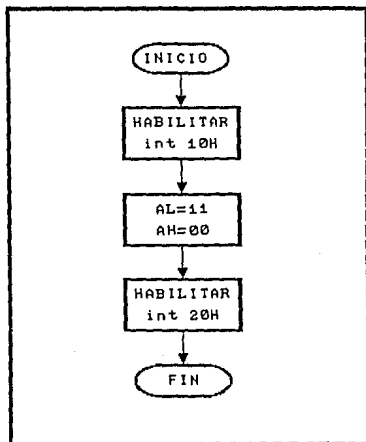 INICIO
HABILITAR
int 10H
AL=11
AH=00
HABILITAR
int 20H
FIN